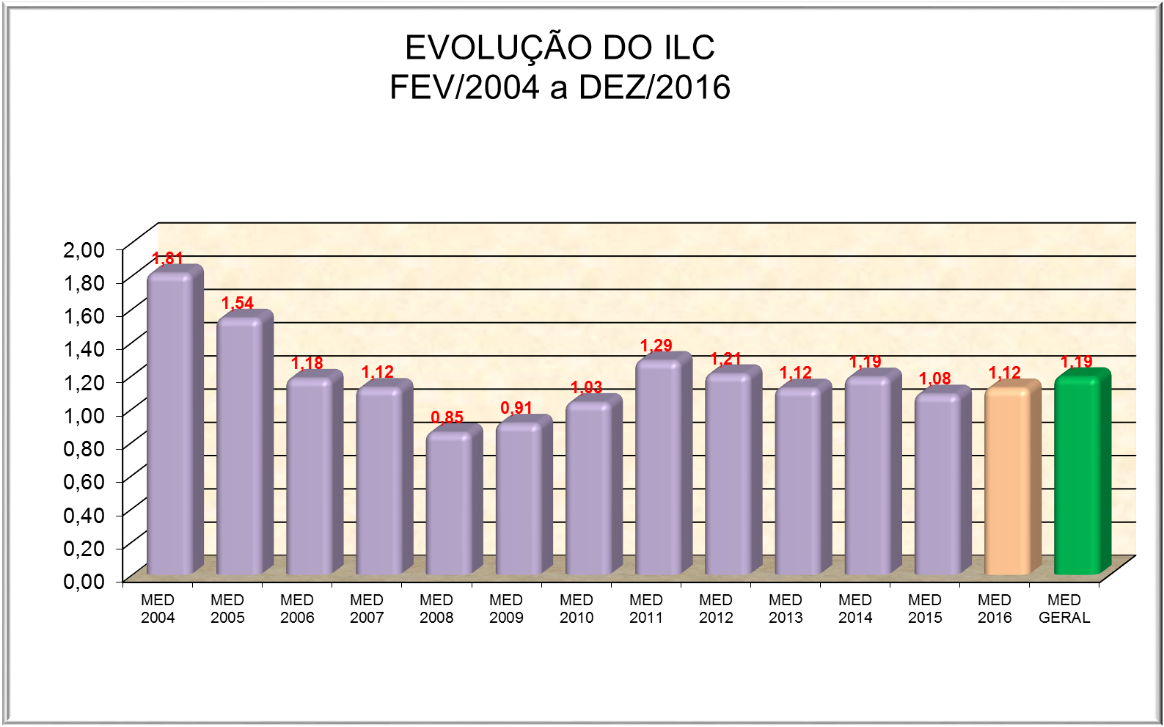 EVOLUÇÃO DO ILC
FEV/2004 a DEZ/2016
2,00
1,80
1,60
1,40
1,20
1,00
0,80
0,60
0,40
0,20
0,00
1,81
1,54
1,18
1,12
0,85
0,91
1,03
1,29
1,21
1,12
1,19
1,08
1,12
1,19
MED
2004
MED
2005
MED
2006
MED
2007
MED
2008
MED
2009
MED
2010
MED
2011
MED
2012
MED
2013
MED
2014
MED
2015
MED
2016
MED
GERAL